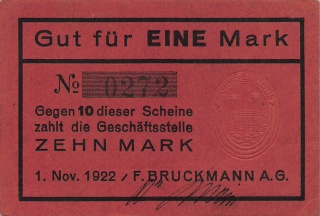 Gut für EINE Mark
No 0272
Gegen 10 dieser Scheine
zahlt die Geschäftsstelle
ZEHN MARK
1. Nov. 1922 / F. BRUCKMANN A.G.